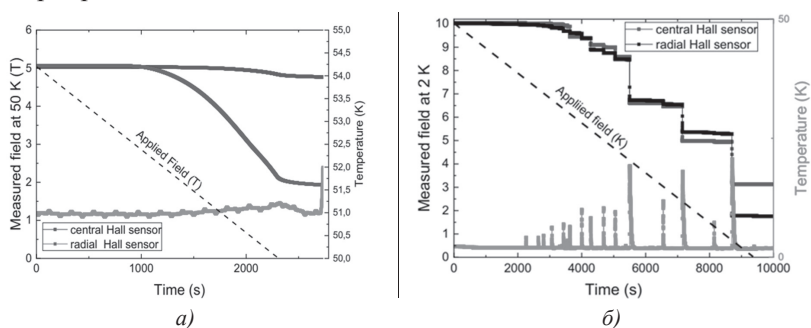 6
5
4
3
2
1
0
55,0
54,5
54,0
53,5
53,0
52,5
52,0
51,5
51,0
50,5
50,0
Measured field at 50 K (T)
Temperature (K)
Applied Field (T)
central Hall sensor
radial Hall sensor
0
1000
2000
Time (s)
а)
10
9
8
7
6
5
4
3
2
1
0
50
0
Measured field at 2 K
Temperature (K)
Appliied field (K)
central Hall sensor
radial Hall sensor
0
2000
4000
6000
8000
10000
Time (s)
б)